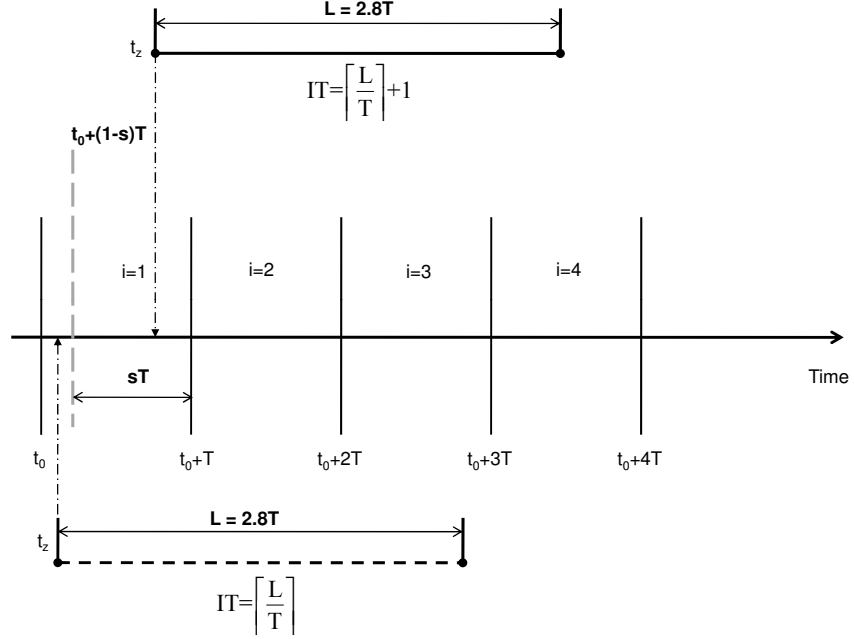 L = 2.8T
t_z
IT=⌈L/T⌉+1
t_0+(1-s)T
i=1
i=2
i=3
i=4
sT
Time
t_0
t_0+T
t_0+2T
t_0+3T
t_0+4T
L = 2.8T
t_z
IT=⌈L/T⌉